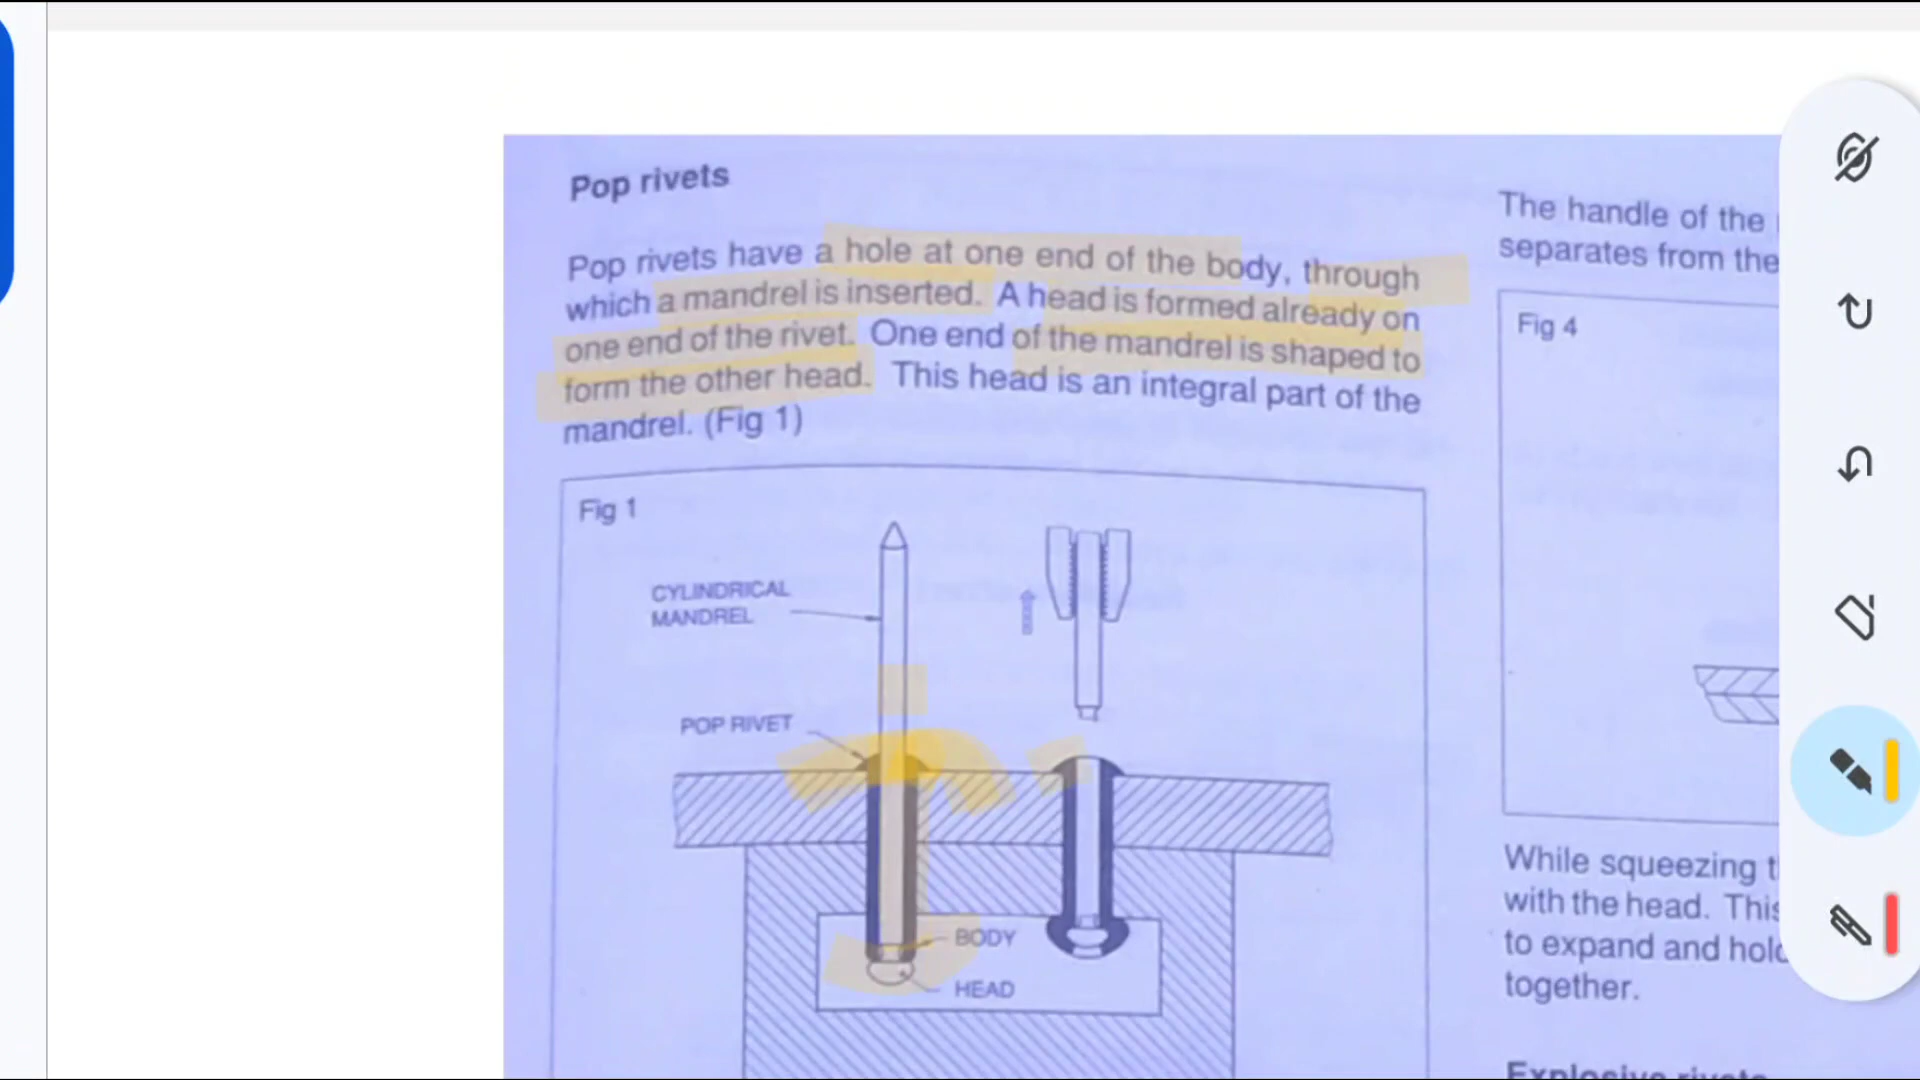 Pop rivets
Pop rivets have a hole at one end of the body, through
which a mandrel is inserted. A head is formed already on
one end of the rivet. One end of the mandrel is shaped to
form the other head. This head is an integral part of the
mandrel. (Fig 1)
Fig 1
CYLINDRICAL
MANDREL
POP RIVET
BODY
HEAD
The handle of the
separates from the
Fig 4
While squeezing
with the head. This
to expand and hold
together.
Explosive rivets